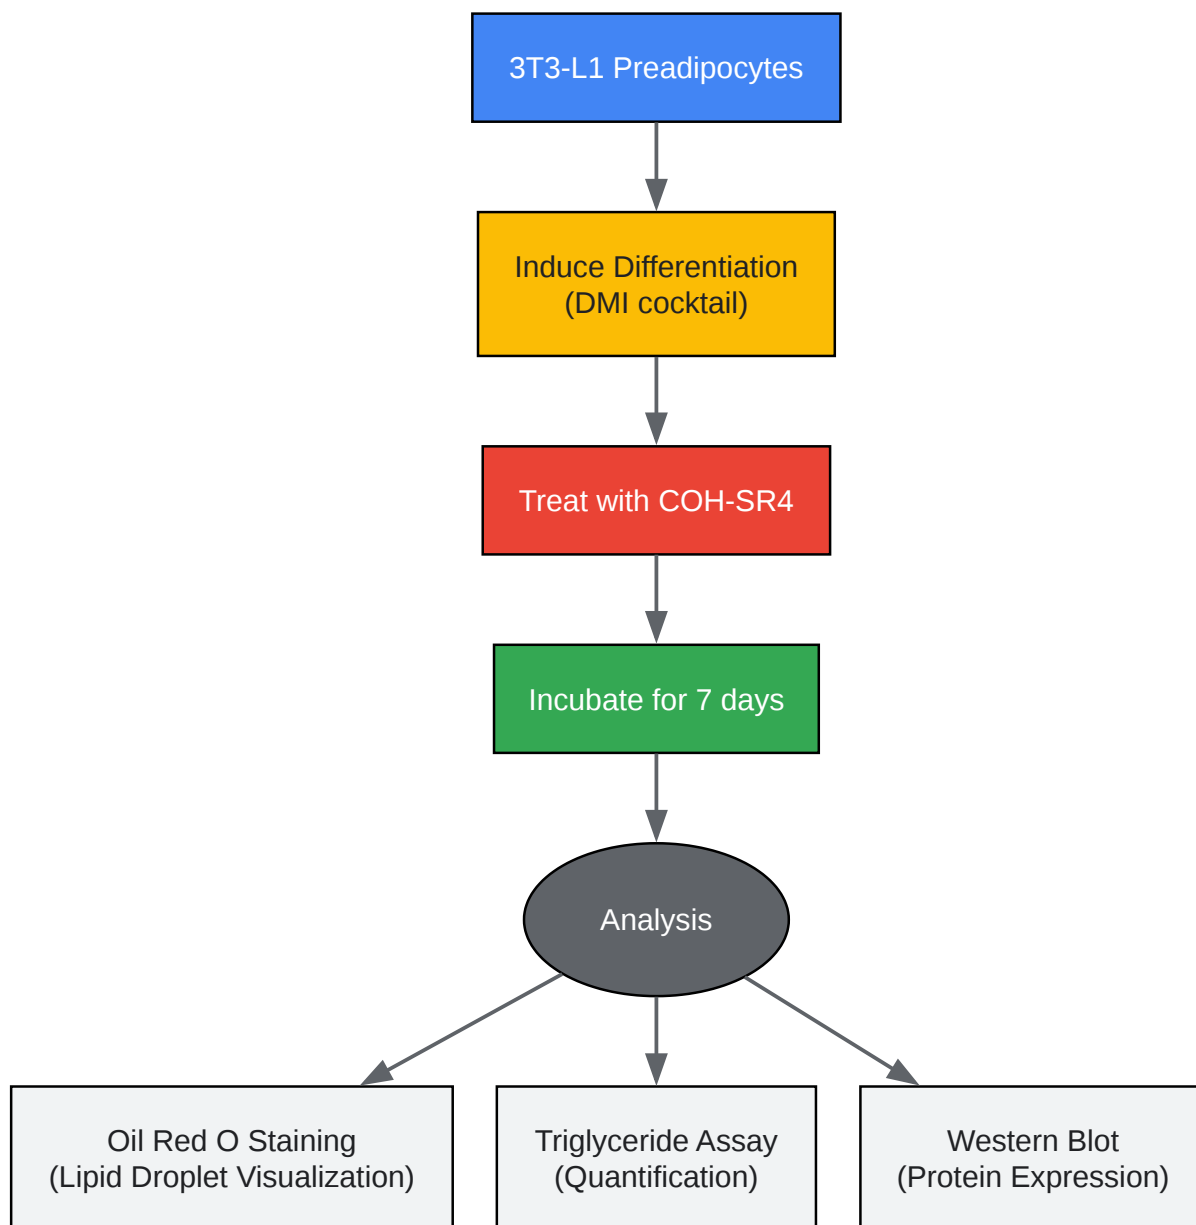 3T3-L1 Preadipocytes
Induce Differentiation
(DMI cocktail)
Treat with COH-SR4
Incubate for 7 days
Analysis
Oil Red O Staining
(Lipid Droplet Visualization)
Triglyceride Assay
(Quantification)
Western Blot
(Protein Expression)